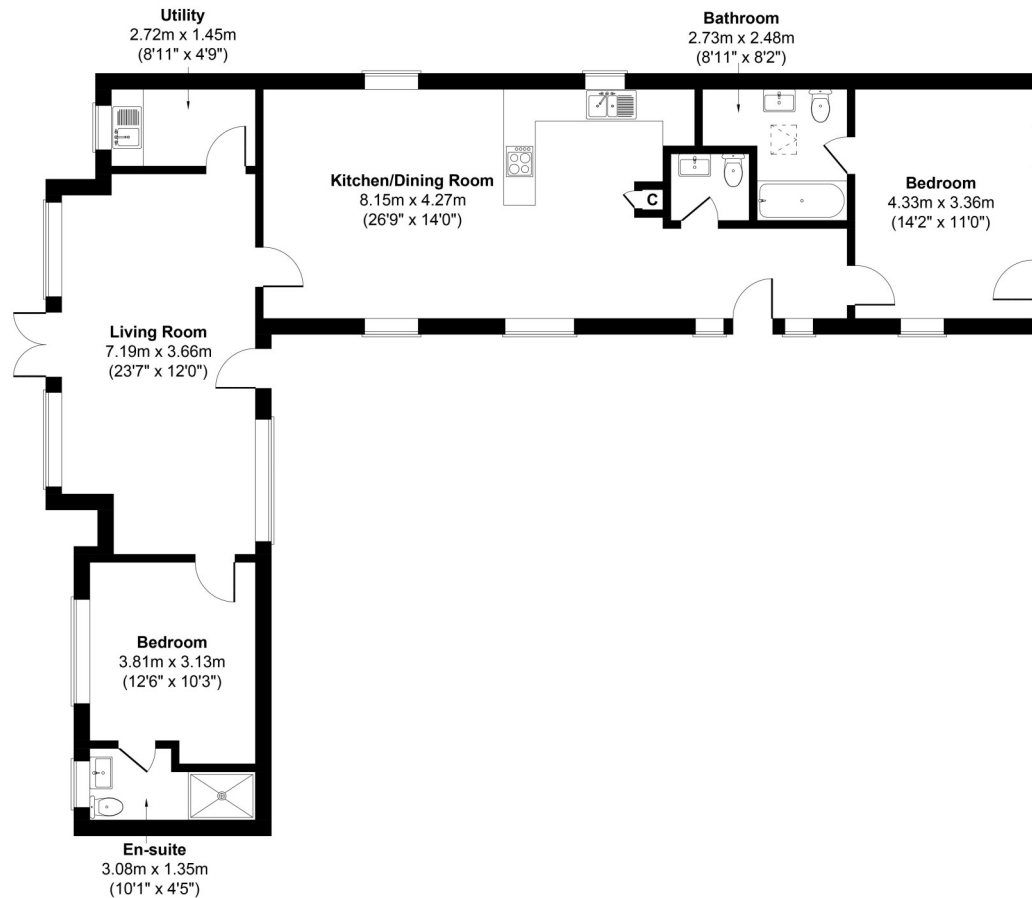 Utility
2.72m x 1.45m
(8'11" x 4'9")
Bathroom
2.73m x 2.48m
(8'11" x 8'2")
Kitchen/Dining Room
8.15m x 4.27m
(26'9" x 14'0")
C
Bedroom
4.33m x 3.36m
(14'2" x 11'0")
Living Room
7.19m x 3.66m
(23'7" x 12'0")
Bedroom
3.81m x 3.13m
(12'6" x 10'3")
En-suite
3.08m x 1.35m
(10'1" x 4'5")